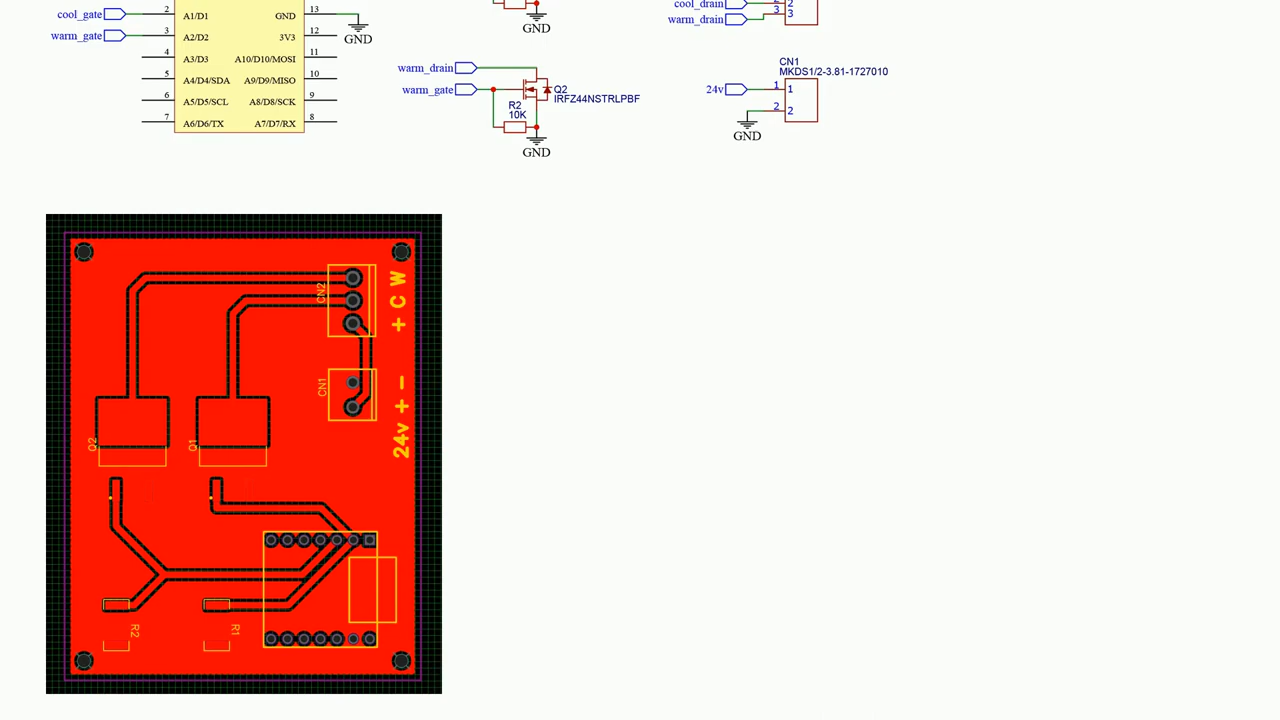 cool_gate 2 A1/D1 GND 13
warm_gate 3 A2/D2 3V3 12
GND
4 A3/D3 A10/D10/MOSI 11
5 A4/D4/SDA A9/D9/MISO 10
6 A5/D5/SCL A8/D8/SCK 9
7 A6/D6/TX A7/D7/RX 8
GND
warm_drain
warm_gate
Q2
IRFZ44NSTRLPBF
R2
10K
GND
cool_drain 2 2
warm_drain 3 3
CN1
MKDS1/2-3.81-1727010
24v 1 1
2 2
GND
CN2
+ C W
CN1
24v + -
Q2
Q1
R2
R1